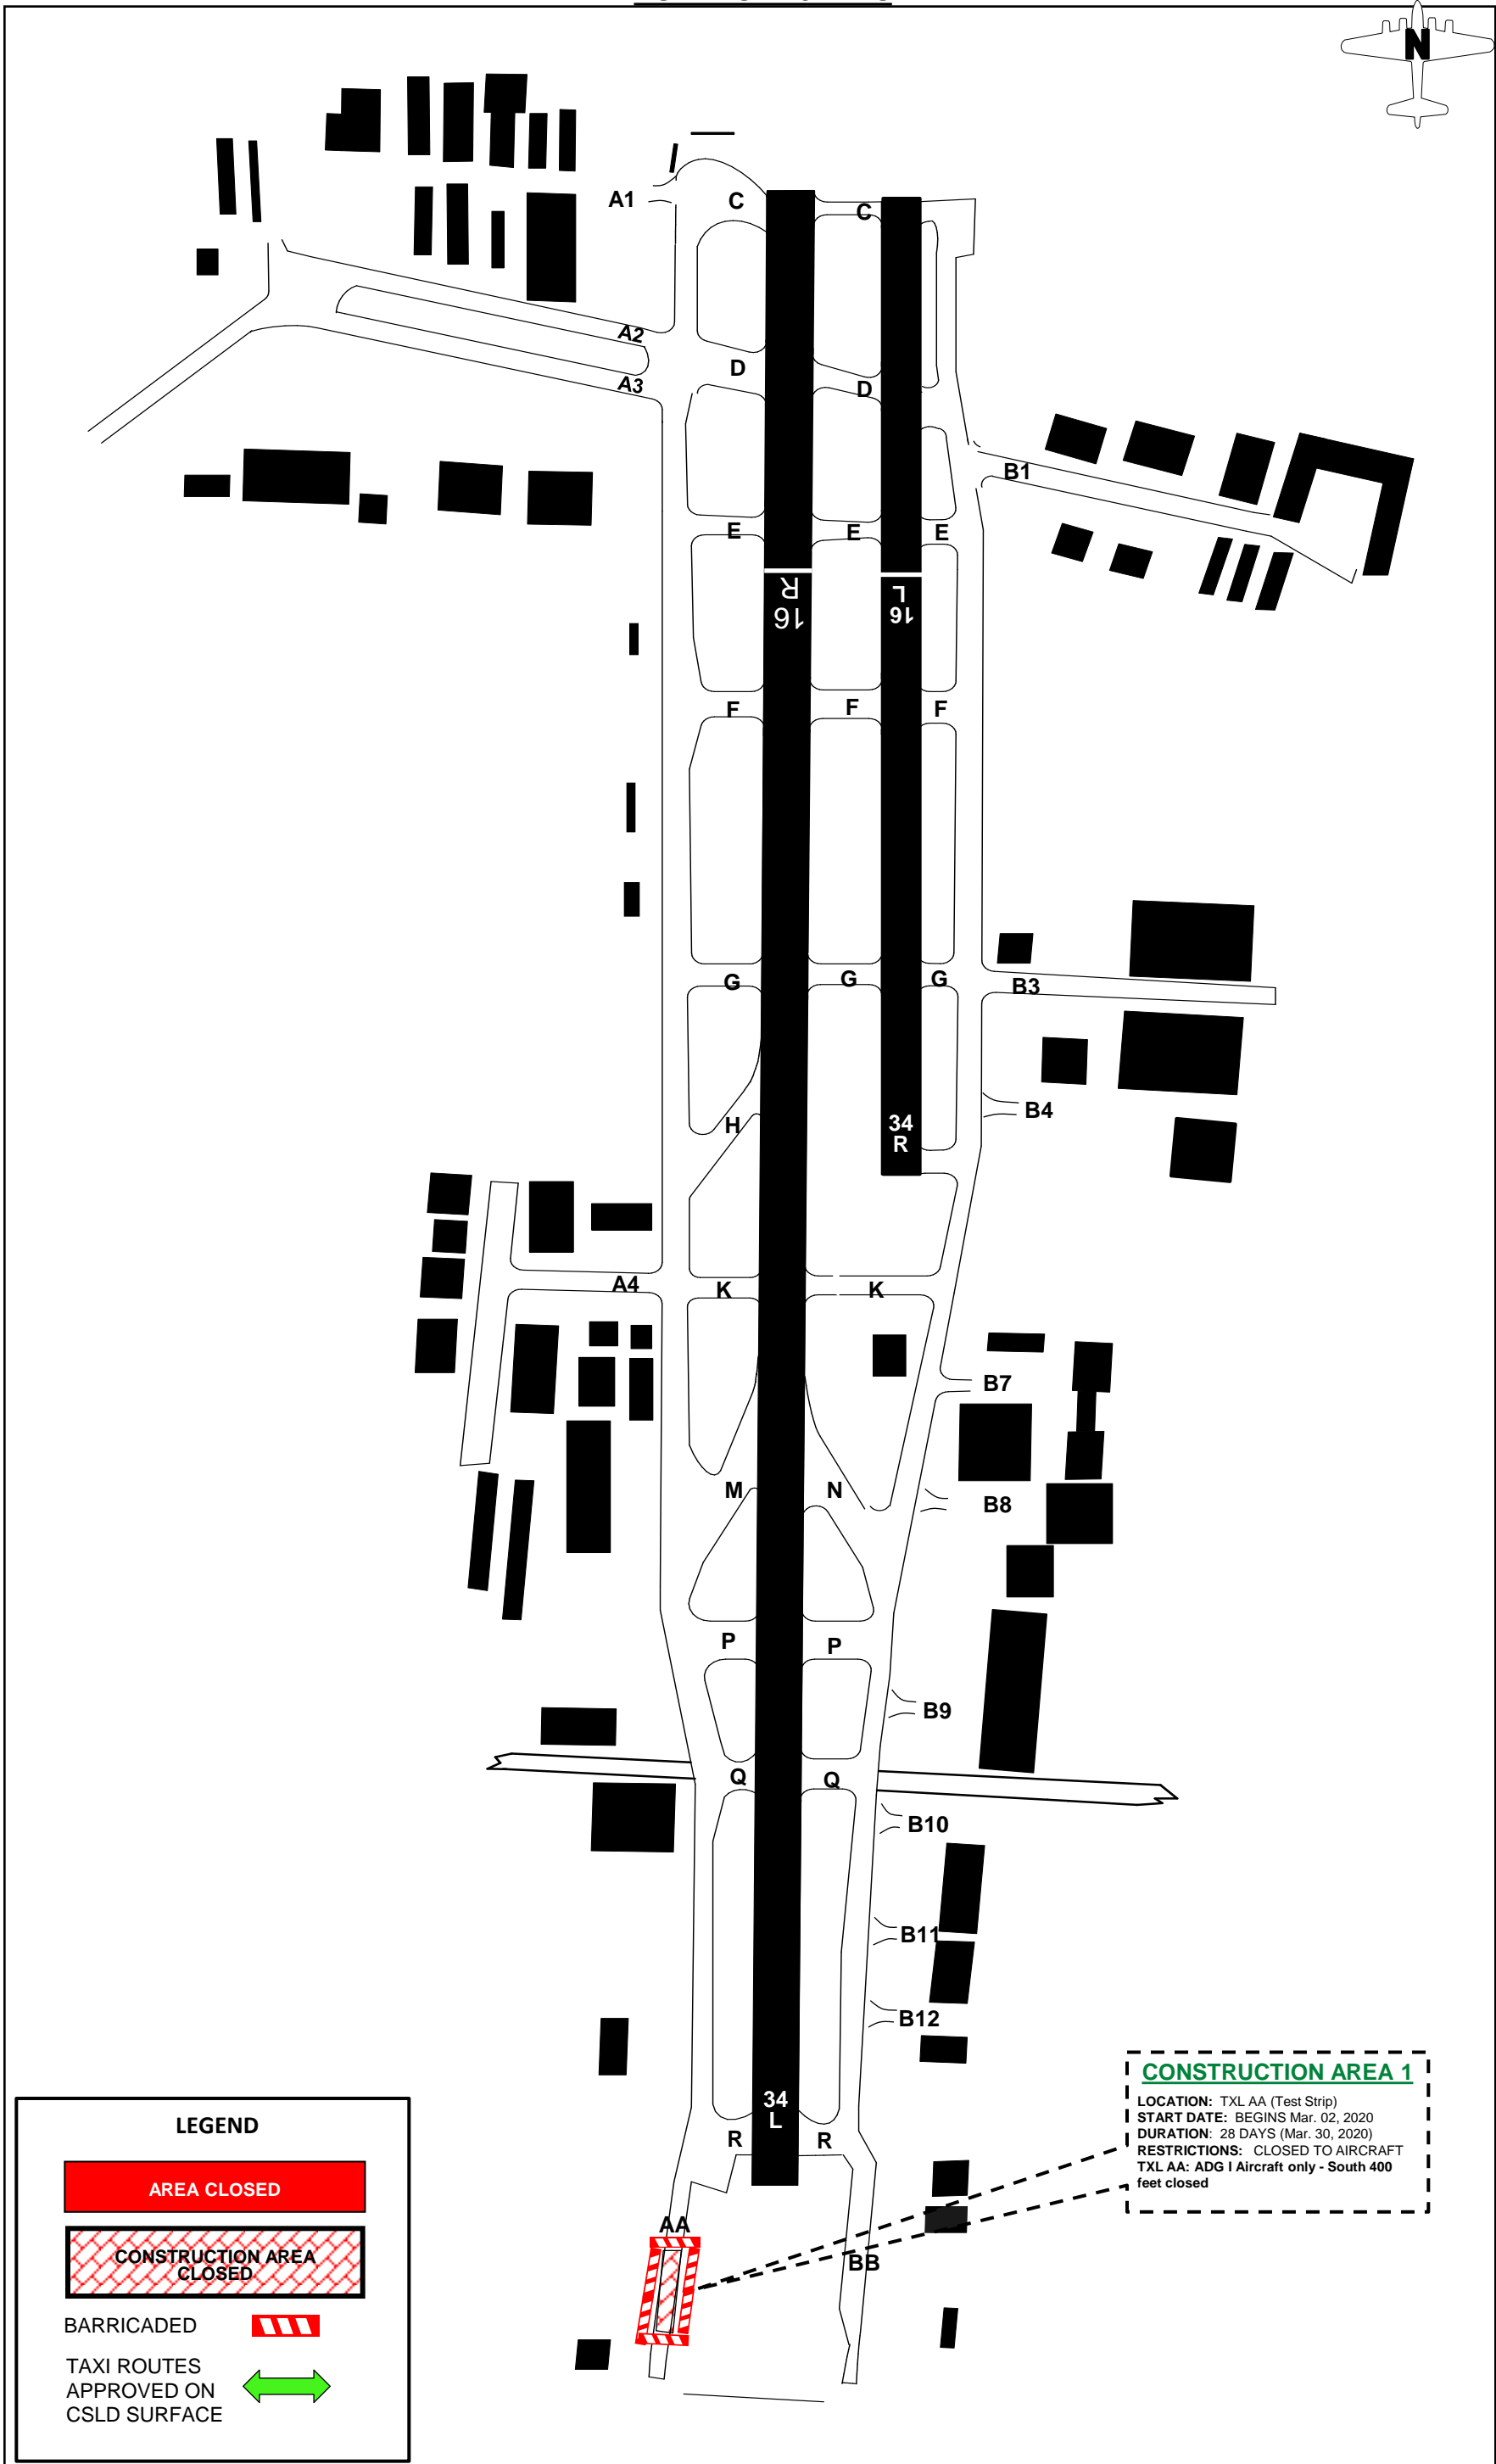 N
A1
C
C
A2
D
A3
D
B1
E
E
E
16
R
16
L
F
F
F
G
G
G
B3
B4
H
34
R
A4
K
K
B7
M
N
B8
P
P
B9
Q
Q
B10
B11
B12
34
L
R
R
AA
BB
CONSTRUCTION AREA 1
LOCATION: TXL AA (Test Strip)
START DATE: BEGINS Mar. 02, 2020
DURATION: 28 DAYS (Mar. 30, 2020)
RESTRICTIONS: CLOSED TO AIRCRAFT
TXL AA: ADG I Aircraft only - South 400
feet closed
LEGEND
AREA CLOSED
CONSTRUCTION AREA
CLOSED
BARRICADED
TAXI ROUTES
APPROVED ON
CSLD SURFACE